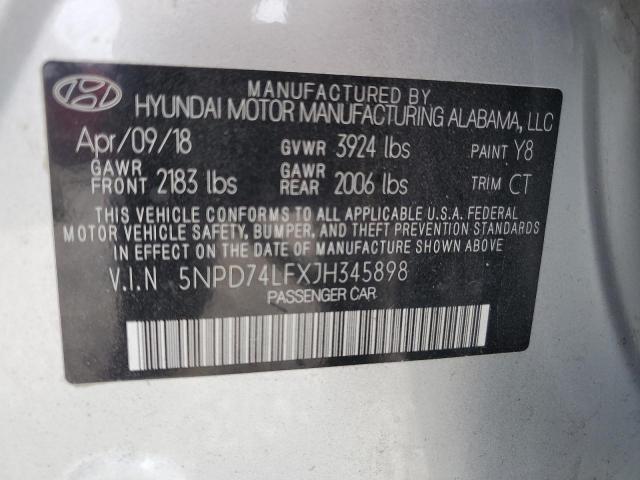 MANUFACTURED BY
HYUNDAI MOTOR MANUFACTURING ALABAMA, LLC
Apr/09/18 GVWR 3924 lbs PAINT Y8
GAWR FRONT 2183 lbs GAWR REAR 2006 lbs TRIM CT
THIS VEHICLE CONFORMS TO ALL APPLICABLE U.S.A. FEDERAL
MOTOR VEHICLE SAFETY, BUMPER, AND THEFT PREVENTION STANDARDS
IN EFFECT ON THE DATE OF MANUFACTURE SHOWN ABOVE.
V.I.N 5NPD74LFXJH345898
PASSENGER CAR